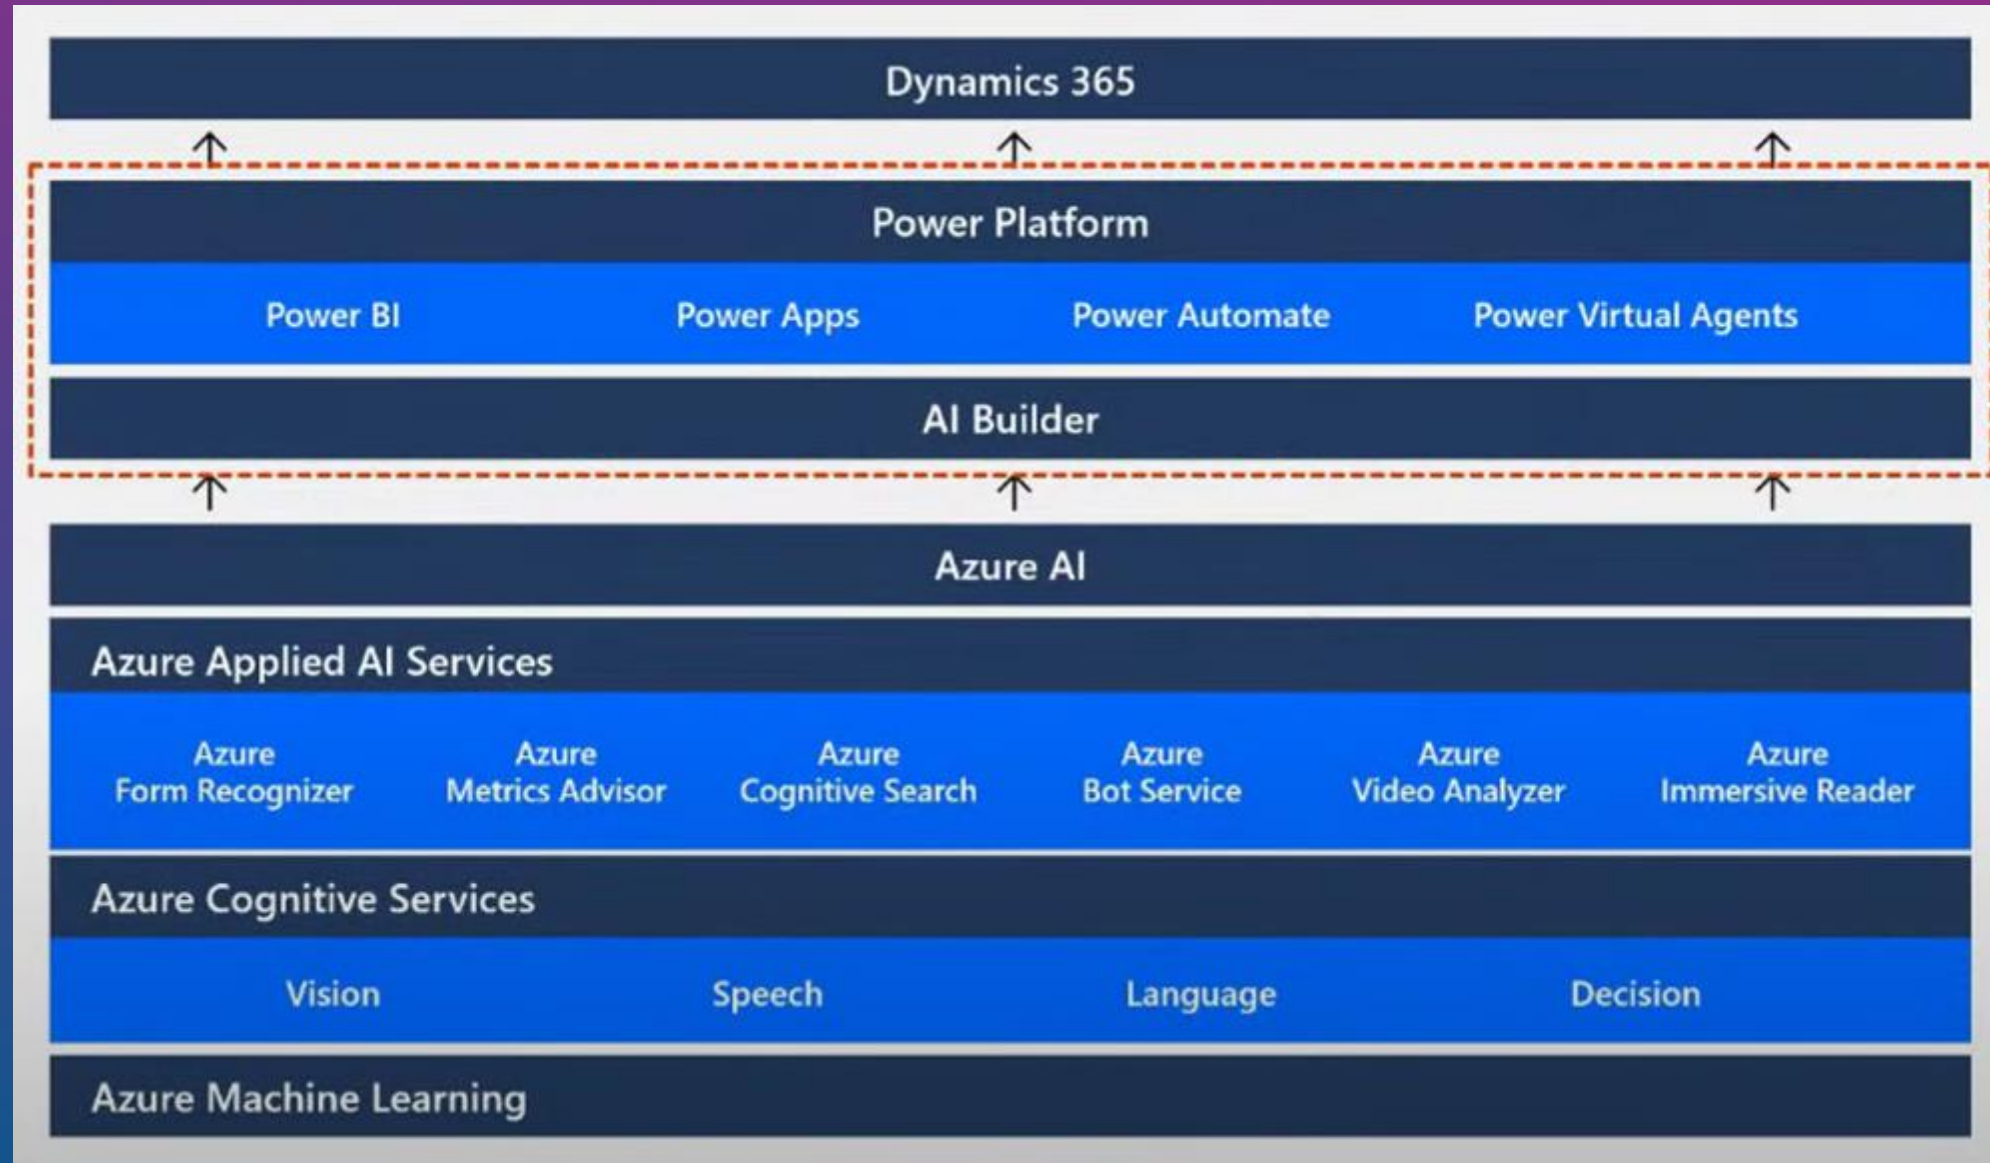 Dynamics 365
Power Platform
Power BI Power Apps Power Automate Power Virtual Agents
AI Builder
Azure AI
Azure Applied AI Services
Azure Azure Azure Azure Azure Azure
Form Recognizer Metrics Advisor Cognitive Search Bot Service Video Analyzer Immersive Reader
Azure Cognitive Services
Vision Speech Language Decision
Azure Machine Learning